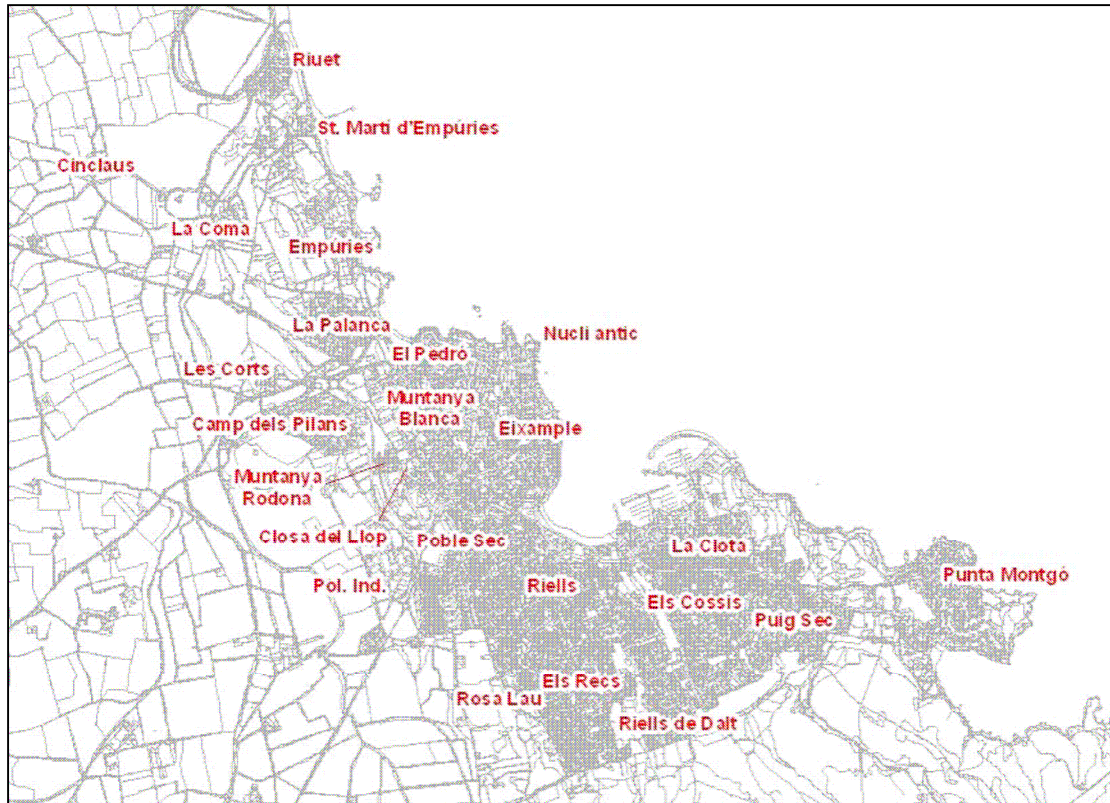 Riuet
St. Martí d'Empúries
Cinclaus
La Coma
Empúries
La Palanca
Nucli antic
El Pedró
Les Corts
Muntanya
Blanca
Camp dels Pilans
Eixample
Muntanya
Rodona
Closa del Llop
Poble Sec
La Clota
Pol. Ind.
Riells
Punta Montgó
Els Cossis
Puig Sec
Els Recs
Rosa Lau
Riells de Dalt